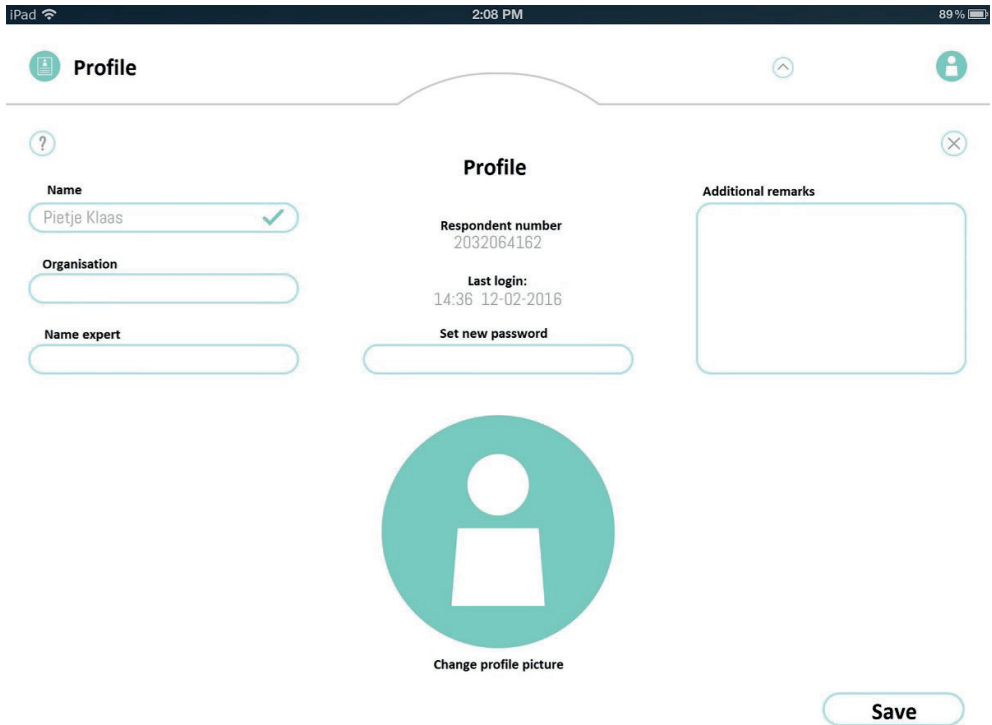 iPad 2:08 PM 89%
Profile
?
Profile
Name
Pietje Klaas
Organisation
Name expert
Respondent number
2032064162
Last login:
14:36 12-02-2016
Set new password
Additional remarks
Change profile picture
Save